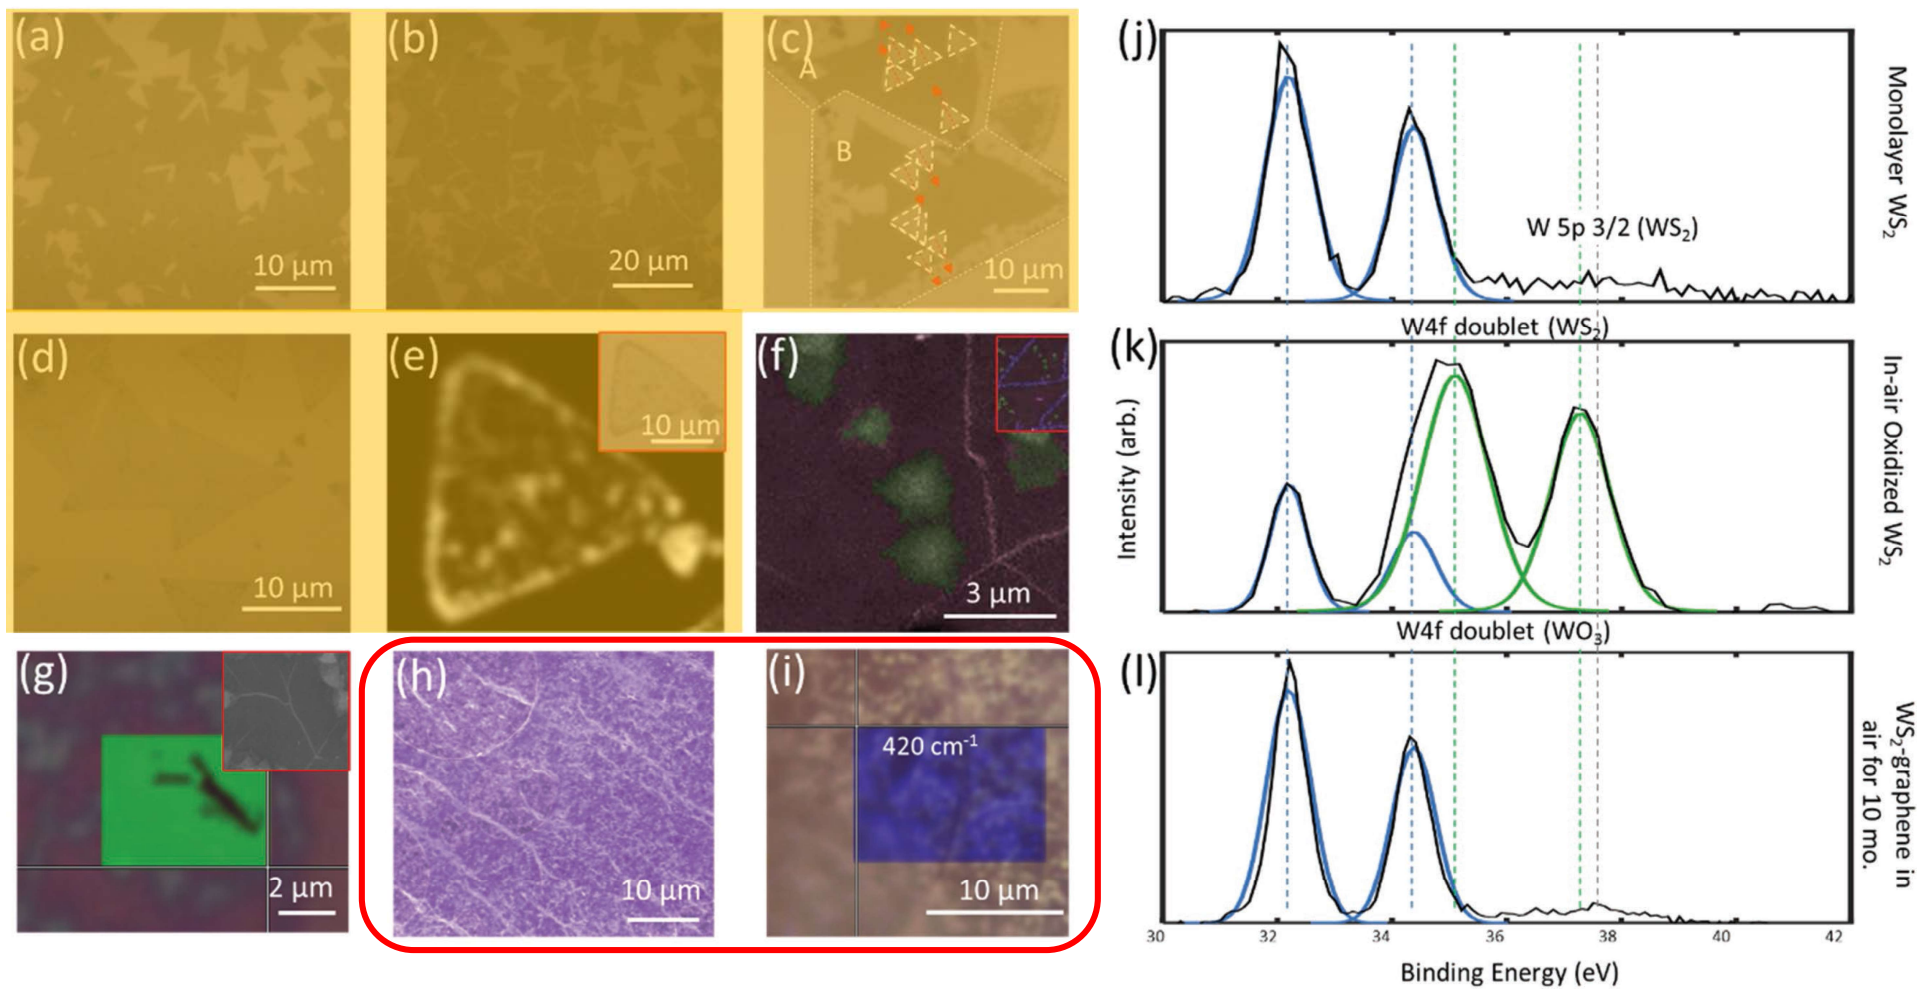 (a)
10 μm
(b)
20 μm
(c)
A
B
10 μm
(d)
10 μm
(e)
10 μm
(f)
3 μm
(g)
2 μm
(h)
10 μm
(i)
420 cm⁻¹
10 μm
(j)
W 5p 3/2 (WS₂)
Monolayer WS₂
W4f doublet (WS₂)
(k)
In-air Oxidized WS₂
Intensity (arb.)
W4f doublet (WO₃)
(l)
WS₂-graphene in
air for 10 mo.
30 32 34 36 38 40 42
Binding Energy (eV)